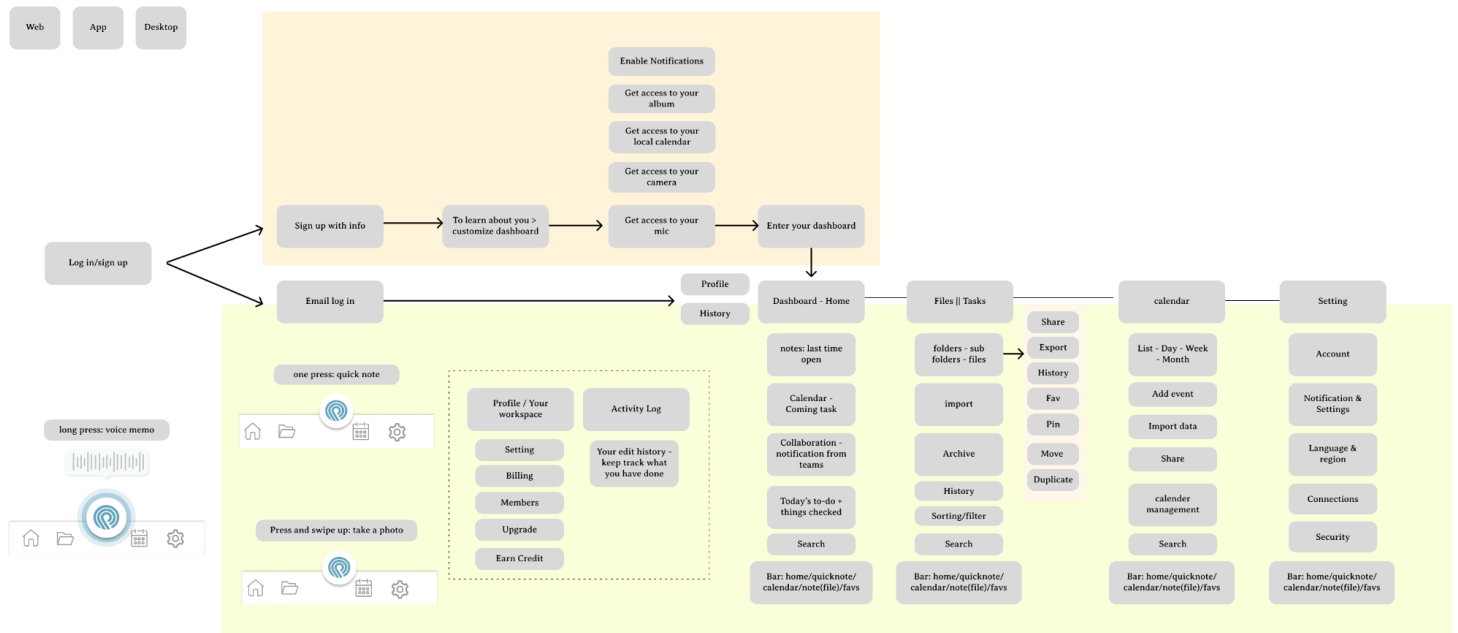 Web
App
Desktop
Enable Notifications
Get access to your
album
Get access to your
local calendar
Get access to your
camera
Sign up with info
To learn about you >
customize dashboard
Get access to your
mic
Enter your dashboard
Log in/sign up
Email log in
Profile
History
Dashboard - Home
Files || Tasks
calendar
Setting
one press: quick note
long press: voice memo
Press and swipe up: take a photo
Profile / Your
workspace
Setting
Billing
Members
Upgrade
Earn Credit
Activity Log
Your edit history -
keep track what
you have done
notes: last time
open
Calendar -
Coming task
Collaboration -
notification from
teams
Today's to-do +
things checked
Search
Bar: home/quicknote/
calendar/note(file)/favs
folders - sub
folders - files
import
Archive
History
Sorting/filter
Search
Bar: home/quicknote/
calendar/note(file)/favs
Share
Export
History
Fav
Pin
Move
Duplicate
List - Day - Week
- Month
Add event
Import data
Share
calender
management
Search
Bar: home/quicknote/
calendar/note(file)/favs
Account
Notification &
Settings
Language &
region
Connections
Security
Bar: home/quicknote/
calendar/note(file)/favs